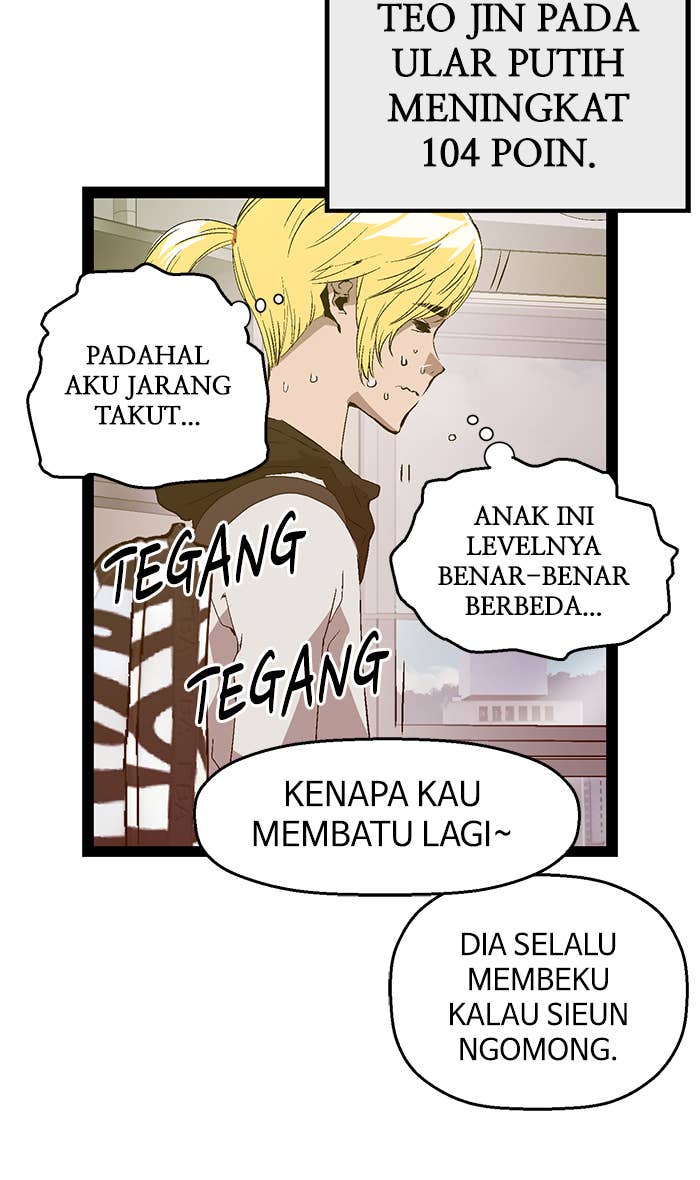 TEO JIN PADA
ULAR PUTIH
MENINGKAT
104 POIN.
PADAHAL
AKU JARANG
TAKUT...
ANAK INI
LEVELNYA
BENAR-BENAR
BERBEDA...
TEGANG
TEGANG
KENAPA KAU
MEMBATU LAGI~
DIA SELALU
MEMBEKU
KALAU SIEUN
NGOMONG.